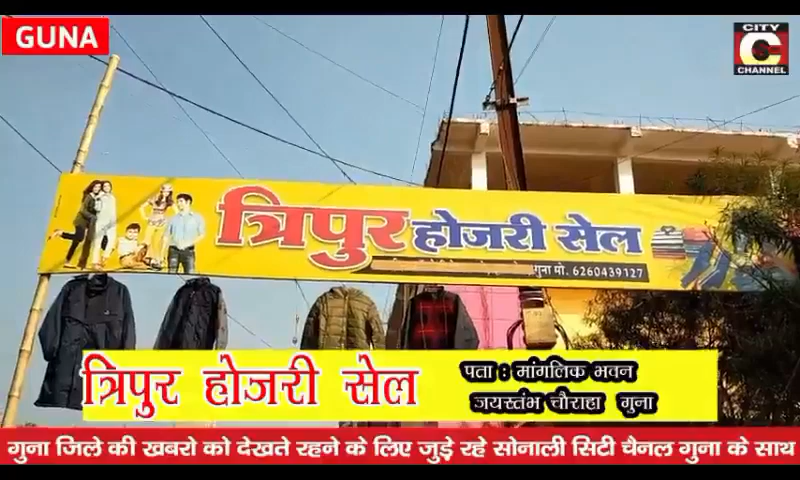 GUNA
CITY
CHANNEL
त्रिपुर होजरी सेल
गुना मो. 6260439127
त्रिपुर होजरी सेल
पता : मांगलिक भवन
जयस्तंभ चौराहा गुना
गुना जिले की खबरो को देखते रहने के लिए जुड़े रहे सोनाली सिटी चैनल गुना के साथ